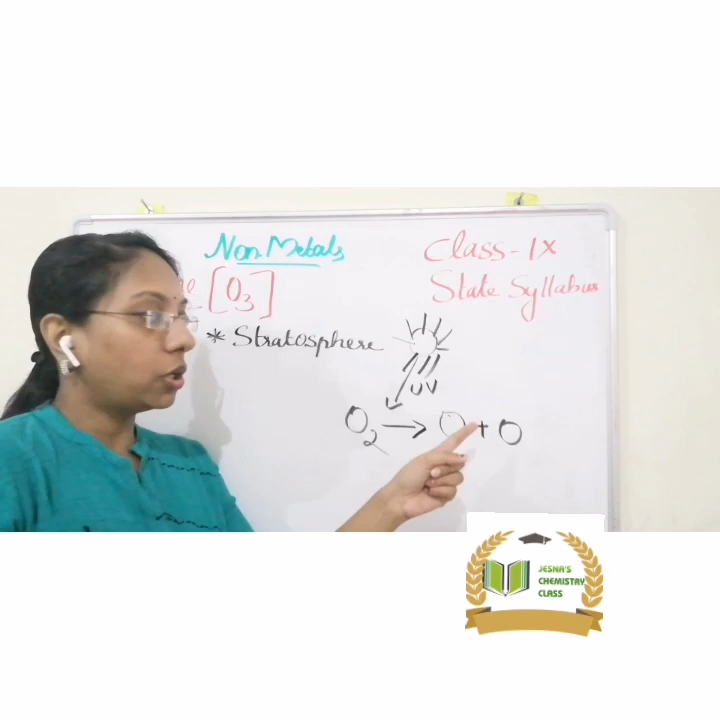 Non Metals
Class-IX
[O3]
State Syllabus
* Stratosphere
UV
O2 → O + O
JESNA'S
CHEMISTRY
CLASS